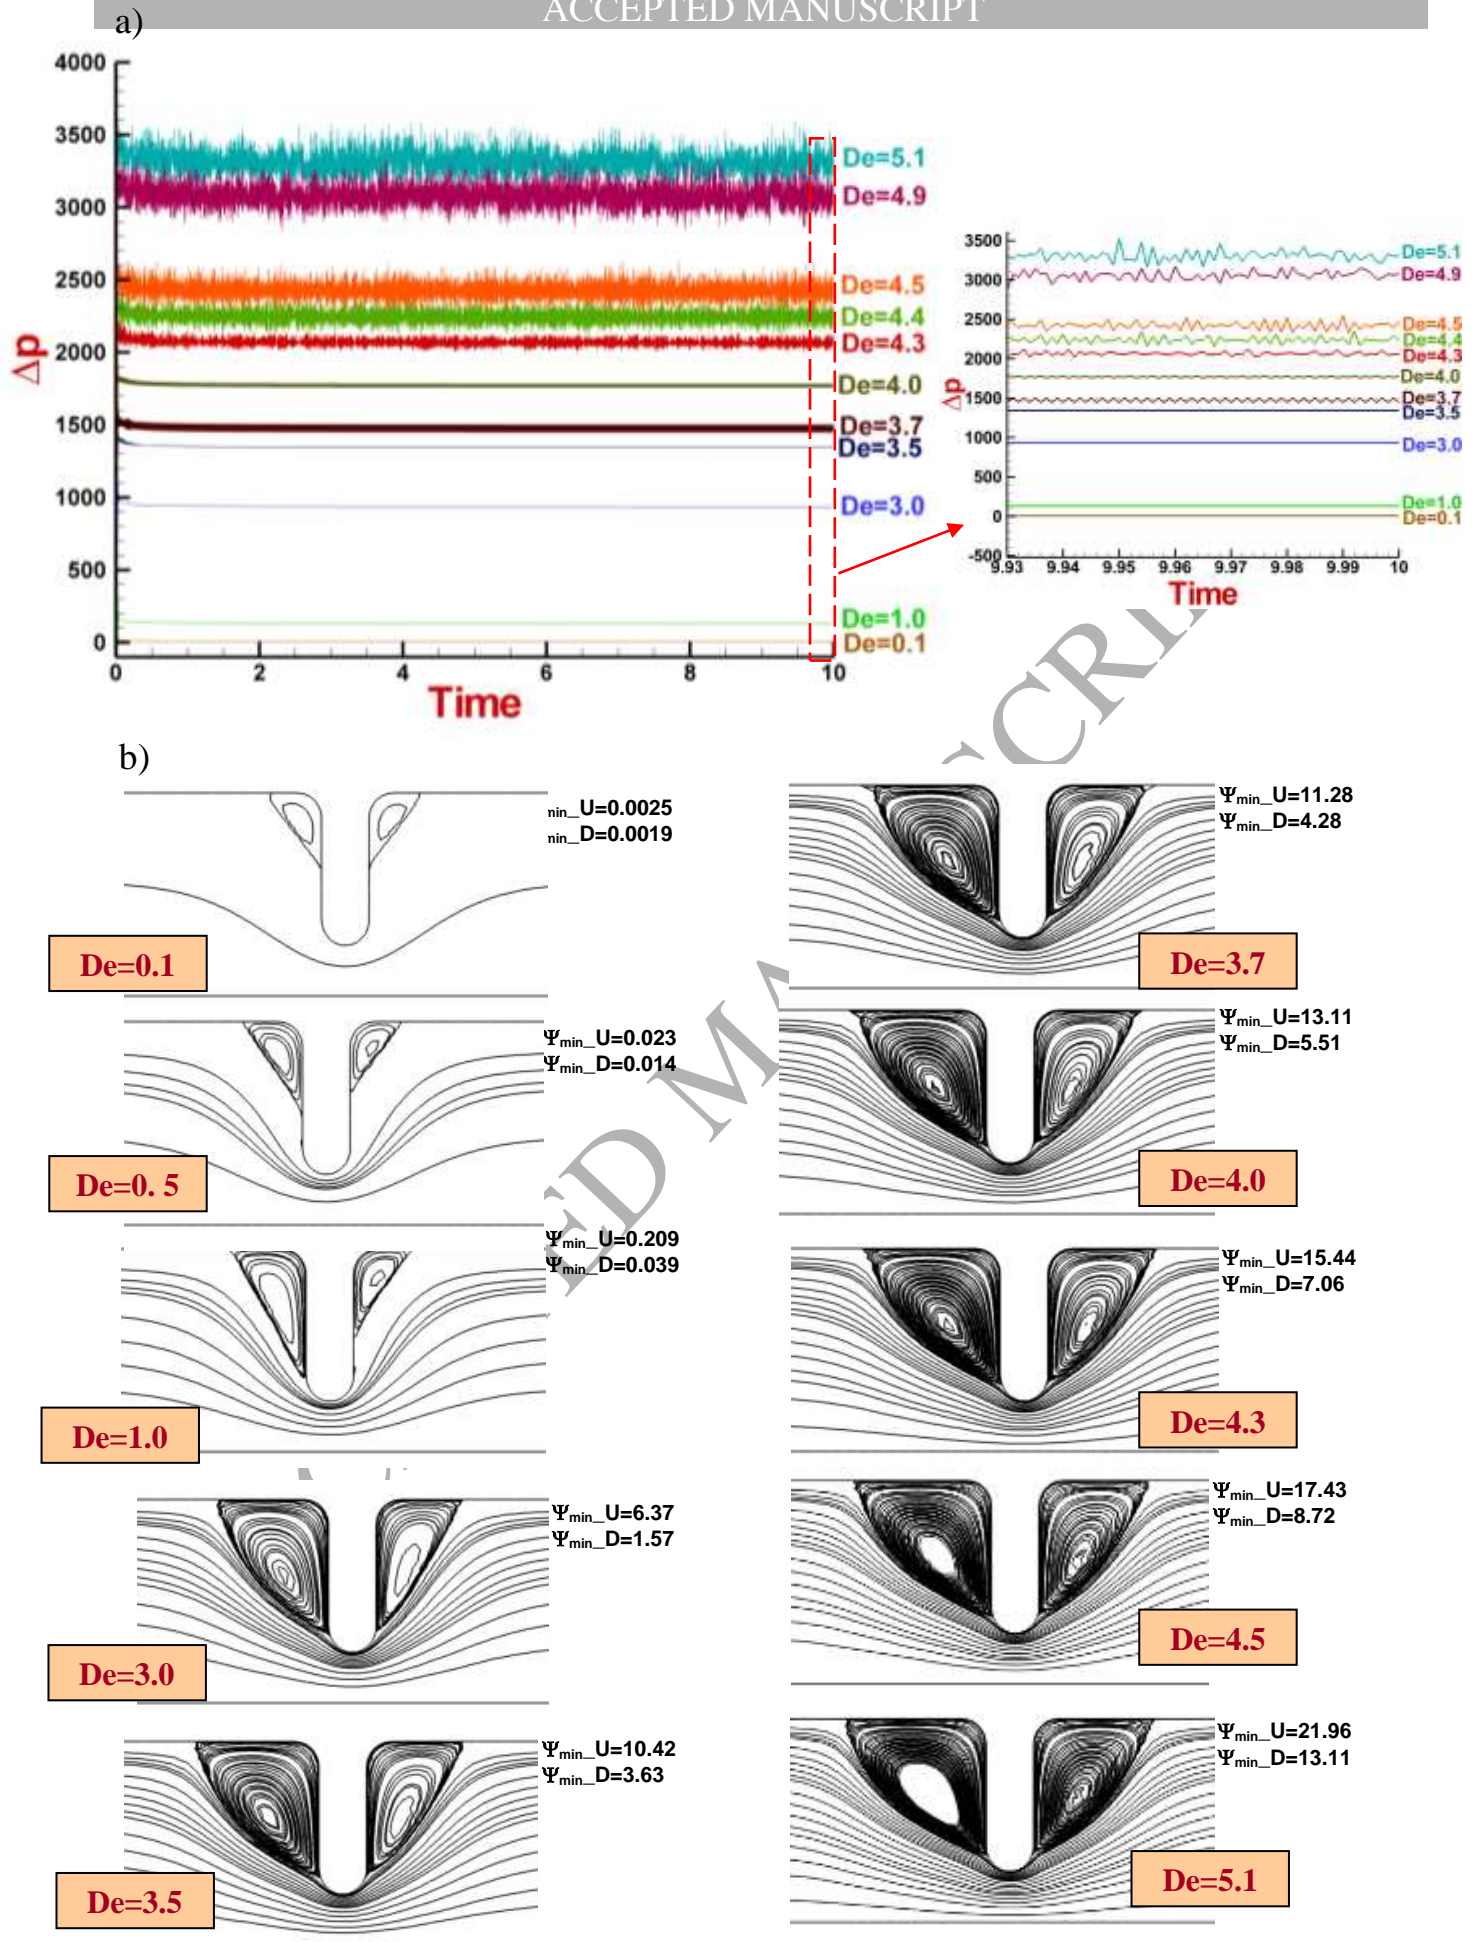 ACCEPTED MANUSCRIPT
a)
4000
3500
3000
2500
2000
1500
1000
500
0
Δp
0 2 4 6 8 10
Time
De=5.1
De=4.9
De=4.5
De=4.4
De=4.3
De=4.0
De=3.7
De=3.5
De=3.0
De=1.0
De=0.1
3500
3000
2500
2000
1500
1000
500
0
-500
Δp
9.93 9.94 9.95 9.96 9.97 9.98 9.99 10
Time
De=5.1
De=4.9
De=4.5
De=4.4
De=4.3
De=4.0
De=3.7
De=3.5
De=3.0
De=1.0
De=0.1
b)
min_U=0.0025
min_D=0.0019
De=0.1
Ψmin_U=0.023
Ψmin_D=0.014
De=0. 5
Ψmin_U=0.209
Ψmin_D=0.039
De=1.0
Ψmin_U=6.37
Ψmin_D=1.57
De=3.0
Ψmin_U=10.42
Ψmin_D=3.63
De=3.5
Ψmin_U=11.28
Ψmin_D=4.28
De=3.7
Ψmin_U=13.11
Ψmin_D=5.51
De=4.0
Ψmin_U=15.44
Ψmin_D=7.06
De=4.3
Ψmin_U=17.43
Ψmin_D=8.72
De=4.5
Ψmin_U=21.96
Ψmin_D=13.11
De=5.1